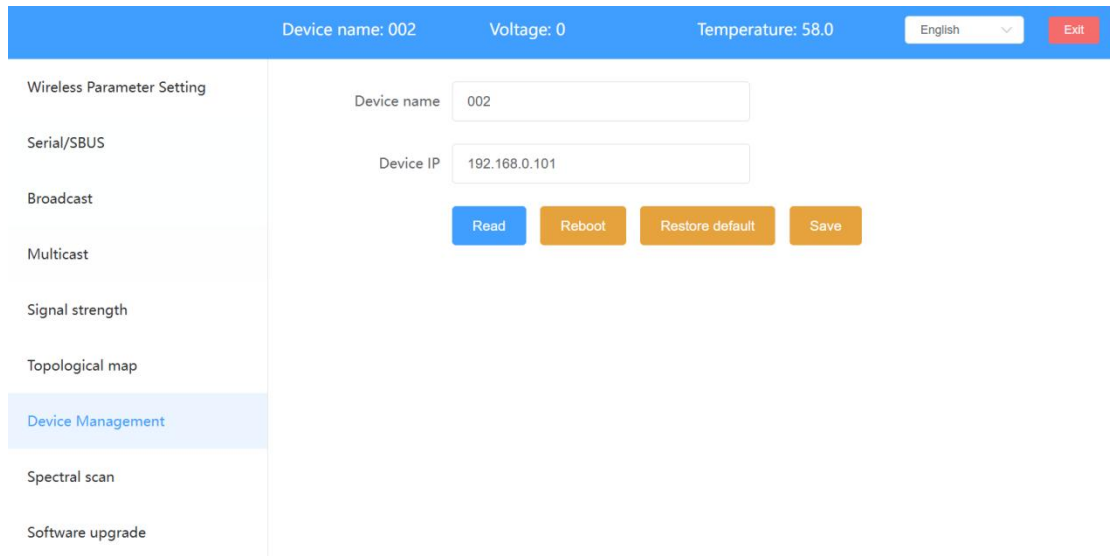 Device name: 002 Voltage: 0 Temperature: 58.0 English Exit
Wireless Parameter Setting
Serial/SBUS
Broadcast
Multicast
Signal strength
Topological map
Device Management
Spectral scan
Software upgrade
Device name 002
Device IP 192.168.0.101
Read Reboot Restore default Save